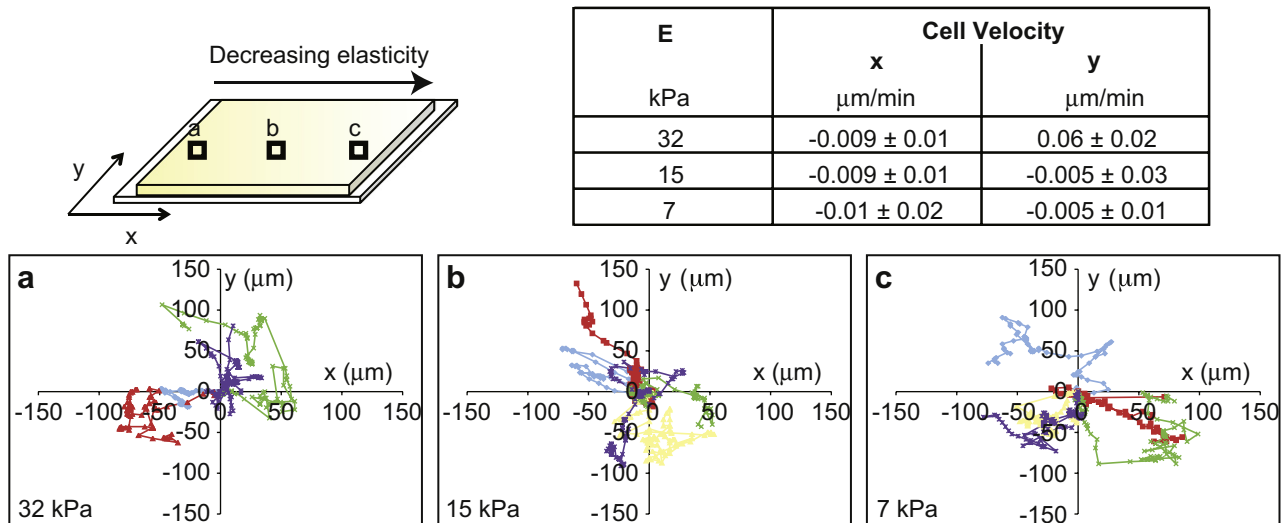 Decreasing elasticity
a
b
c
y
x
E
Cell Velocity
x
y
kPa
μm/min
μm/min
32
-0.009 ± 0.01
0.06 ± 0.02
15
-0.009 ± 0.01
-0.005 ± 0.03
7
-0.01 ± 0.02
-0.005 ± 0.01
a
150
y (μm)
100
50
x (μm)
0
-150
-100
-50
0
50
100
150
-50
-100
-150
32 kPa
b
150
y (μm)
100
50
x (μm)
0
-150
-100
-50
0
50
100
150
-50
-100
-150
15 kPa
c
150
y (μm)
100
50
x (μm)
0
-150
-100
-50
0
50
100
150
-50
-100
-150
7 kPa